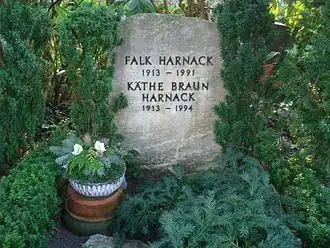 FALK HARNACK
1913 – 1991
KÄTHE BRAUN
HARNACK
1913 – 1994